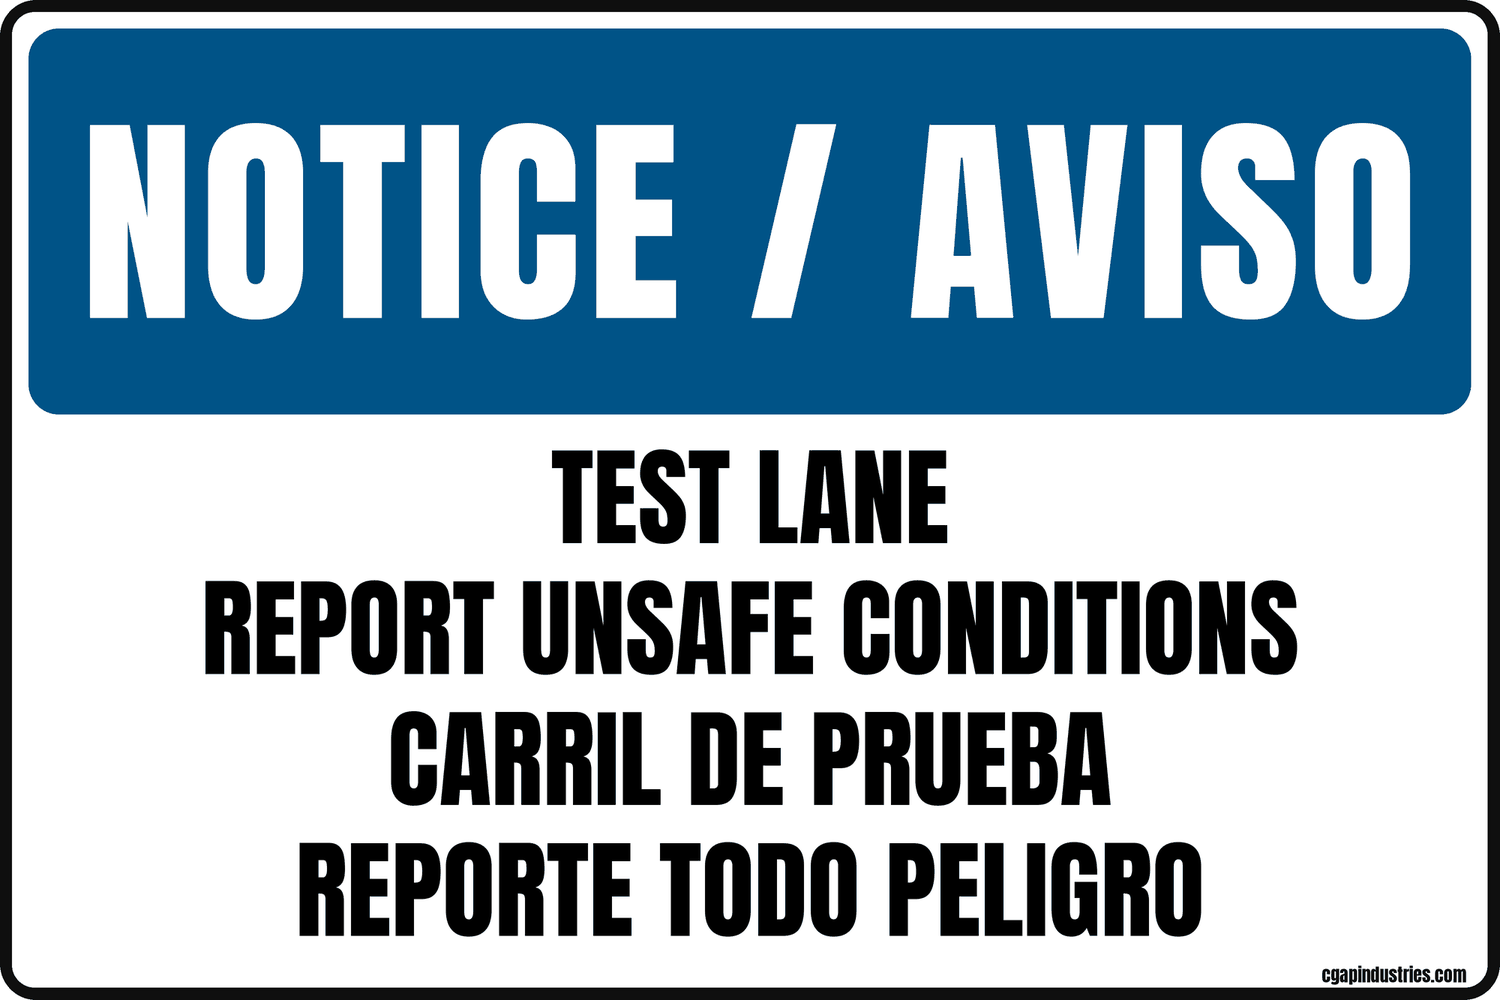 NOTICE / AVISO
TEST LANE
REPORT UNSAFE CONDITIONS
CARRIL DE PRUEBA
REPORTE TODO PELIGRO
cgapindustries.com